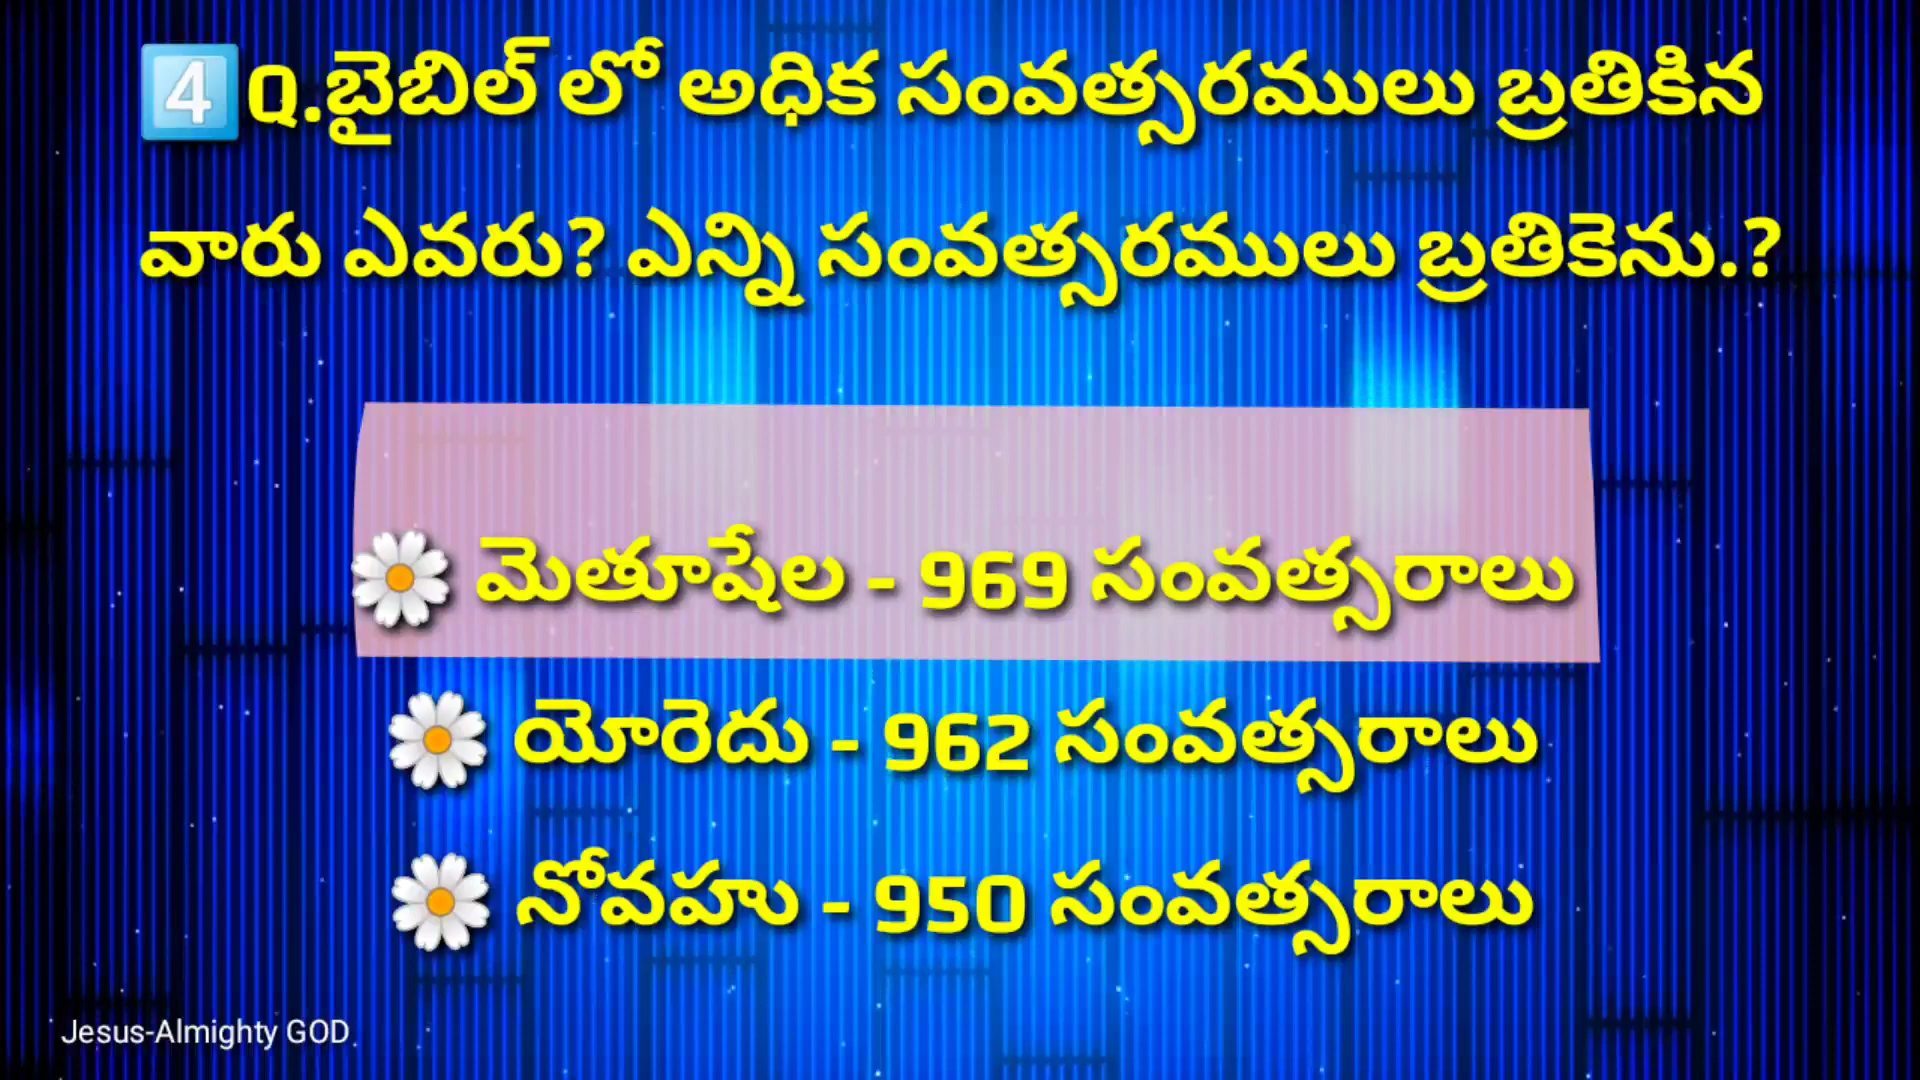 4️⃣Q.బైబిల్ లో అధిక సంవత్సరములు బ్రతికిన
వారు ఎవరు? ఎన్ని సంవత్సరములు బ్రతికెను.?
🌼 మెతూషేల - 969 సంవత్సరాలు
🌼 యోరెదు - 962 సంవత్సరాలు
🌼 నోవహు - 950 సంవత్సరాలు
Jesus-Almighty GOD